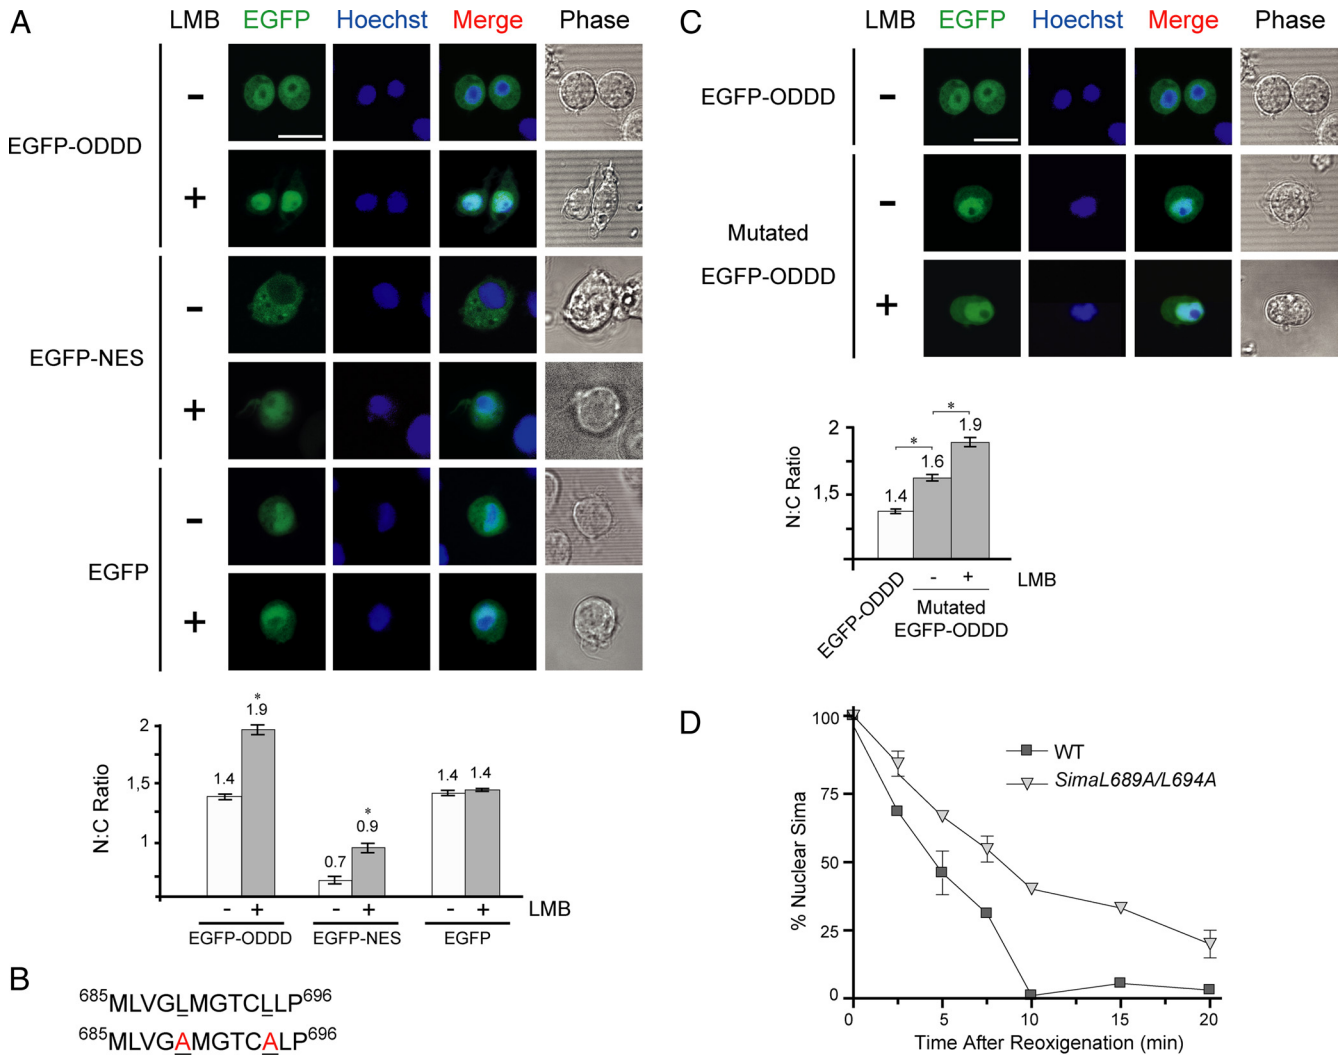 A
LMB EGFP Hoechst Merge Phase
EGFP-ODDD
-
+
EGFP-NES
-
+
EGFP
-
+
N:C Ratio
2
1,5
1
1.4
*
1.9
0.7
*
0.9
1.4
1.4
- + - + - + LMB
EGFP-ODDD EGFP-NES EGFP
B
685MLVGLMGTCLLP696
685MLVGAMGTCALP696
C
LMB EGFP Hoechst Merge Phase
EGFP-ODDD
-
Mutated
EGFP-ODDD
-
+
N:C Ratio
2
1,5
1.4
*
1.6
*
1.9
- + LMB
EGFP-ODDD
Mutated
EGFP-ODDD
D
% Nuclear Sima
100
75
50
25
0
WT
SimaL689A/L694A
0 5 10 15 20
Time After Reoxigenation (min)